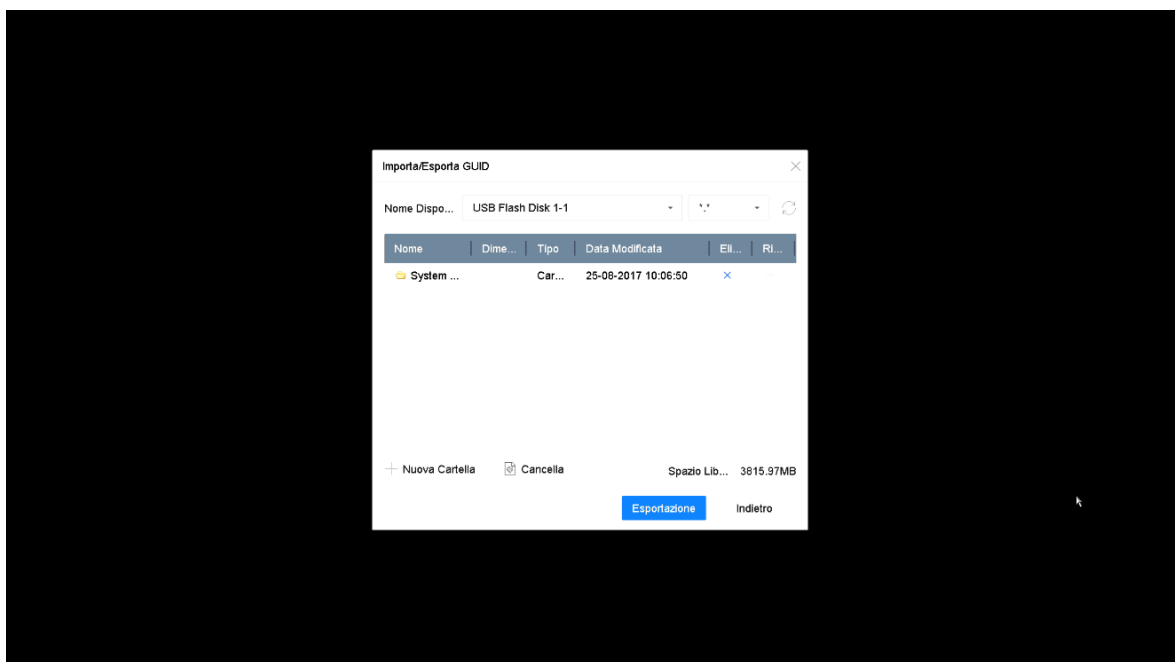 Importa/Esporta GUID
Nome Dispo... USB Flash Disk 1-1 *.*
Nome Dime... Tipo Data Modificata Eli... Ri...
System ... Car... 25-08-2017 10:06:50
Nuova Cartella Cancella Spazio Lib... 3815.97MB
Esportazione Indietro